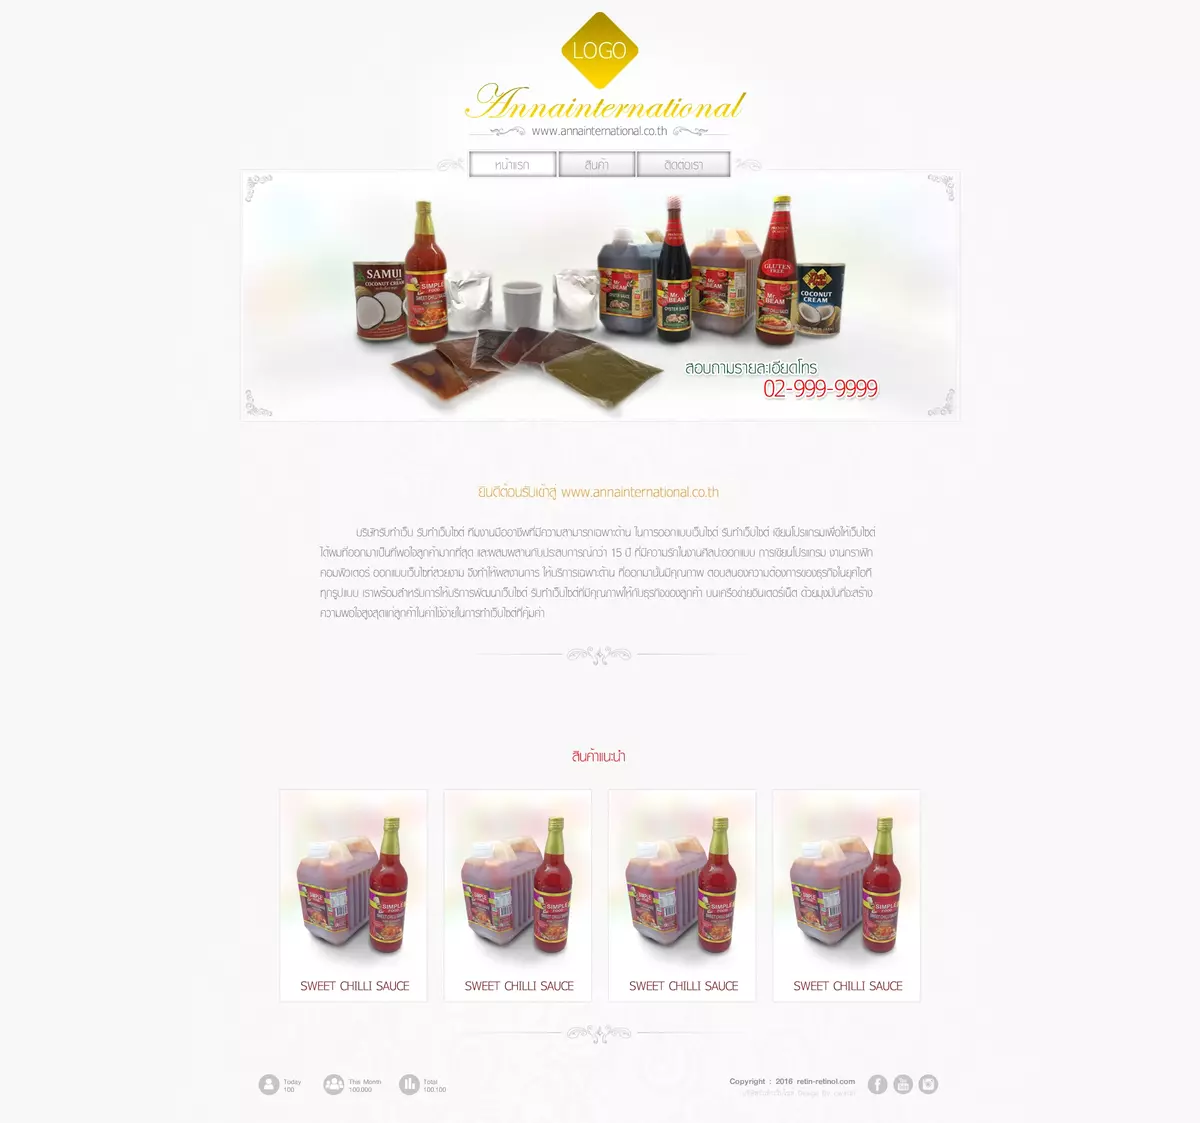 LOGO
Annainternational
www.annainternational.co.th
หน้าแรก
สินค้า
ติดต่อเรา
SAMUI
COCONUT CREAM
SIMPLE
SWEET CHILLI SAUCE
Mr. BEAM
Mr. BEAM
OYSTER SAUCE
Mr. BEAM
GLUTEN
FREE
Mr. BEAM
SWEET CHILLI SAUCE
COCONUT
CREAM
สอบถามรายละเอียดโทร
02-999-9999
ยินดีต้อนรับเข้าสู่ www.annainternational.co.th
บริษัทรับทำเว็บ รับทำเว็บไซต์ ทีมงานมืออาชีพที่มีความสามารถเฉพาะด้าน ในการออกแบบเว็บไซต์ รับทำเว็บไซต์ เขียนโปรแกรมเพื่อให้เว็บไซต์
ได้ผลที่ออกมาเป็นที่พอใจลูกค้ามากที่สุด และผสมผสานกับประสบการณ์กว่า 15 ปี ที่มีความรักในงานศิลปะออกแบบ การเขียนโปรแกรม งานกราฟิก
คอมพิวเตอร์ ออกแบบเว็บไซท์สวยงาม จึงทำให้ผลงานการ ให้บริการเฉพาะด้าน ที่ออกมานั้นมีคุณภาพ ตอบสนองความต้องการของธุรกิจในยุคไอที
ทุกรูปแบบ เราพร้อมสำหรับการให้บริการพัฒนาเว็บไซต์ รับทำเว็บไซต์ที่มีคุณภาพให้กับธุรกิจของลูกค้า บนเครือข่ายอินเตอร์เน็ต ด้วยมุ่งมั่นที่จะสร้าง
ความพอใจสูงสุดแก่ลูกค้าในค่าใช้จ่ายในการทำเว็บไซต์ที่คุ้มค่า
สินค้าแนะนำ
SIMPLE
SIMPLE
SIMPLE
SIMPLE
SWEET CHILLI SAUCE
SWEET CHILLI SAUCE
SWEET CHILLI SAUCE
SWEET CHILLI SAUCE
Today
100
This Month
100,000
Total
100,100
Copyright : 2016 retin-retinol.com